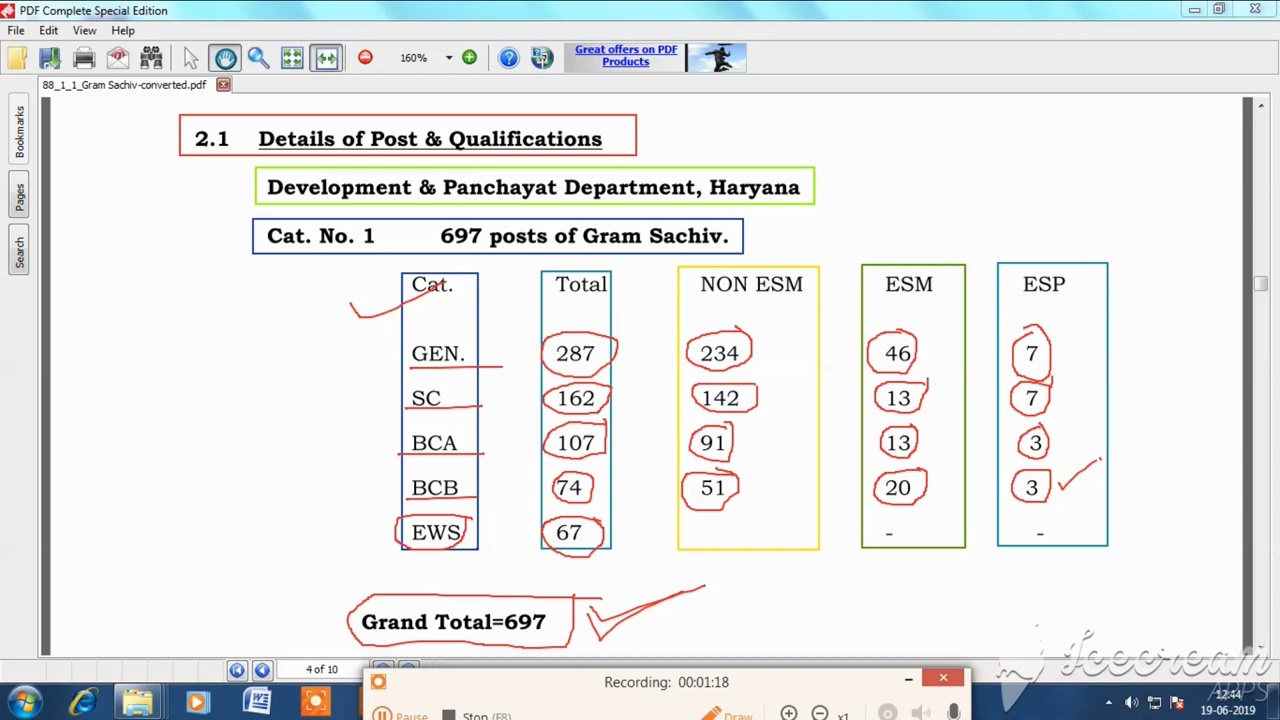 PDF Complete Special Edition
File Edit View Help
160%
Great offers on PDF
Products
88_1_1_Gram Sachiv-converted.pdf
Bookmarks
Pages
Search
2.1 Details of Post & Qualifications
Development & Panchayat Department, Haryana
Cat. No. 1 697 posts of Gram Sachiv.
Cat. Total NON ESM ESM ESP
GEN. 287 234 46 7
SC 162 142 13 7
BCA 107 91 13 3
BCB 74 51 20 3
EWS 67 - -
Grand Total=697
4 of 10
Icecream
APPS
Recording: 00:01:18
Pause Stop (F8) Draw x1
12:44
19-06-2019